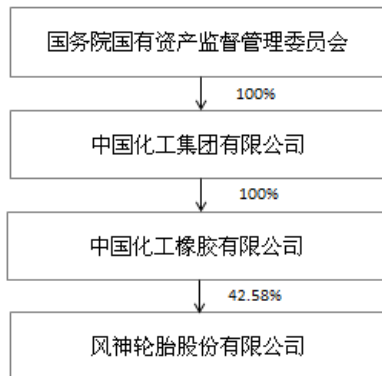 国务院国有资产监督管理委员会
100%
中国化工集团有限公司
100%
中国化工橡胶有限公司
42.58%
风神轮胎股份有限公司